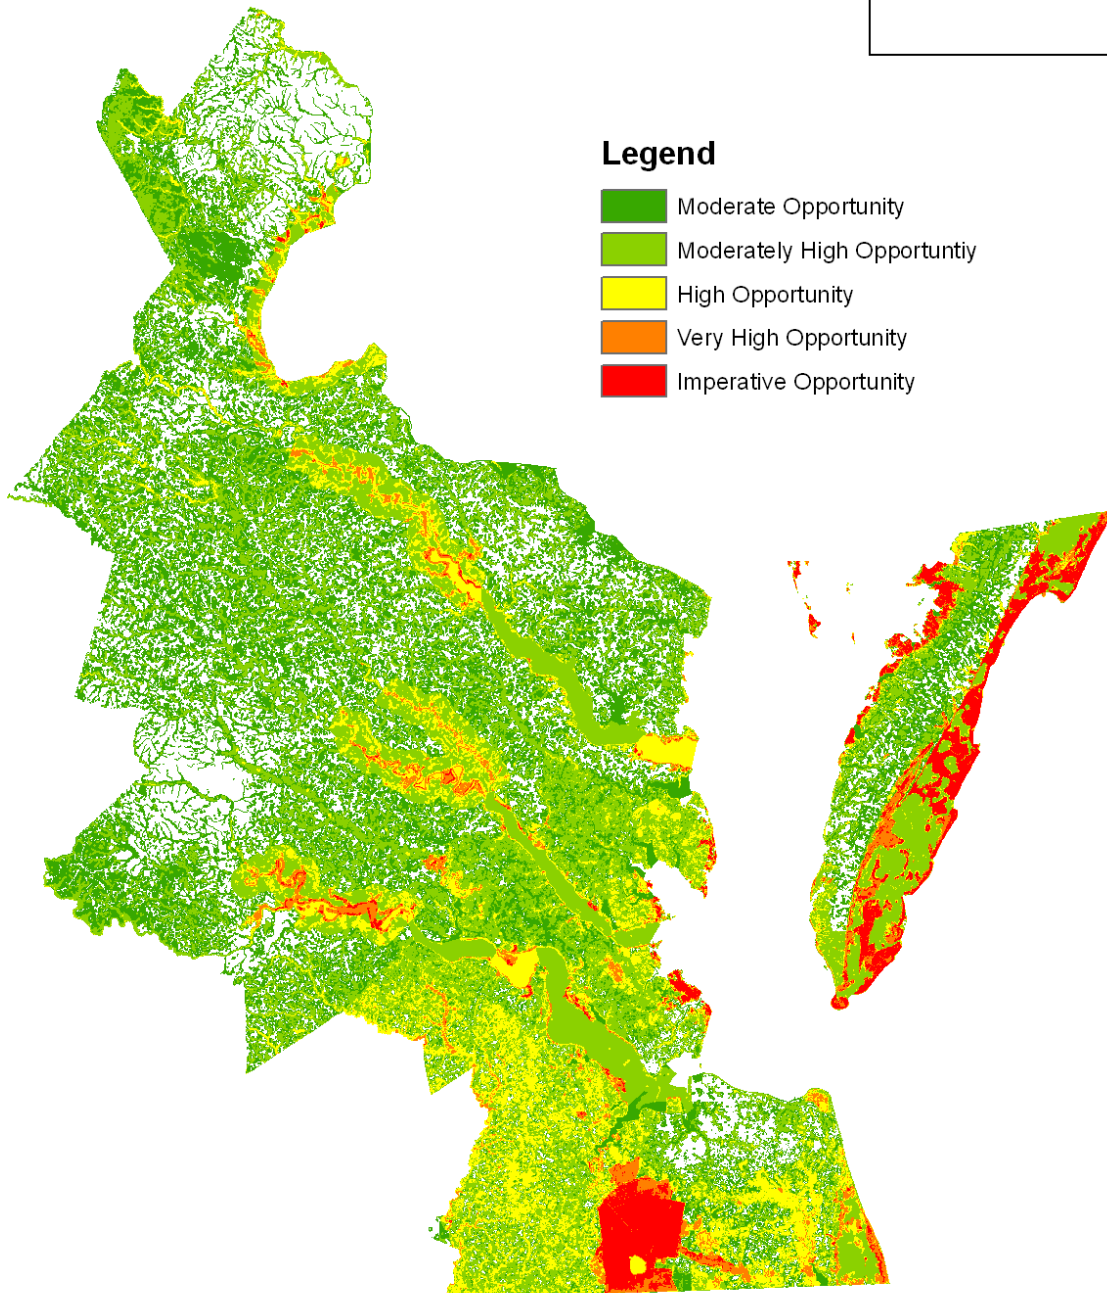 Legend
Moderate Opportunity
Moderately High Opportuntiy
High Opportunity
Very High Opportunity
Imperative Opportunity